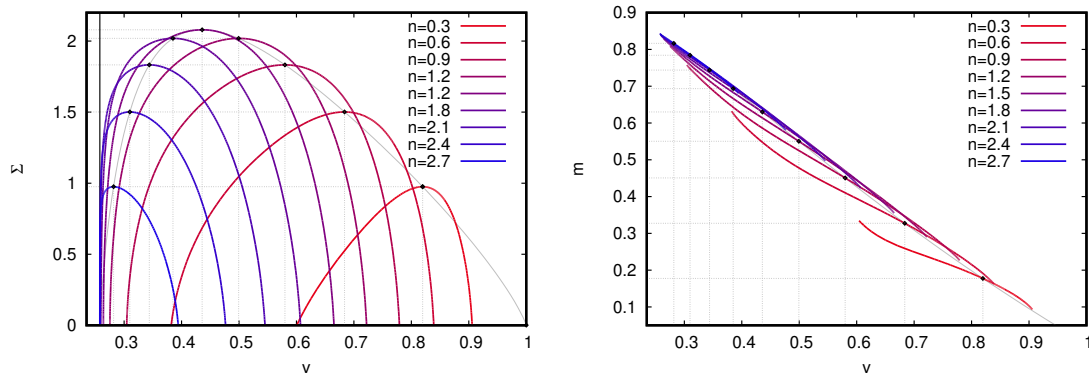 2
1.5
1
0.5
0
Σ
0.3 0.4 0.5 0.6 0.7 0.8 0.9 1
v
n=0.3
n=0.6
n=0.9
n=1.2
n=1.2
n=1.8
n=2.1
n=2.4
n=2.7
0.9
0.8
0.7
0.6
0.5
0.4
0.3
0.2
0.1
m
0.3 0.4 0.5 0.6 0.7 0.8 0.9 1
v
n=0.3
n=0.6
n=0.9
n=1.2
n=1.5
n=1.8
n=2.1
n=2.4
n=2.7